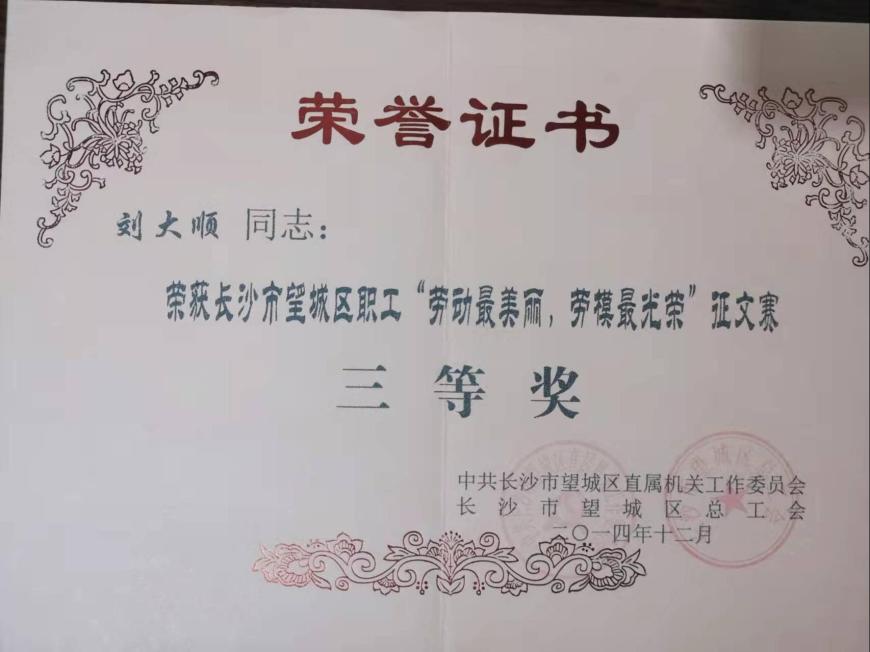 荣誉证书
刘大顺 同志：
荣获长沙市望城区职工“劳动最美丽，劳模最光荣”征文赛
三等奖
中共长沙市望城区直属机关工作委员会
长沙市望城区总工会
二〇一四年十二月